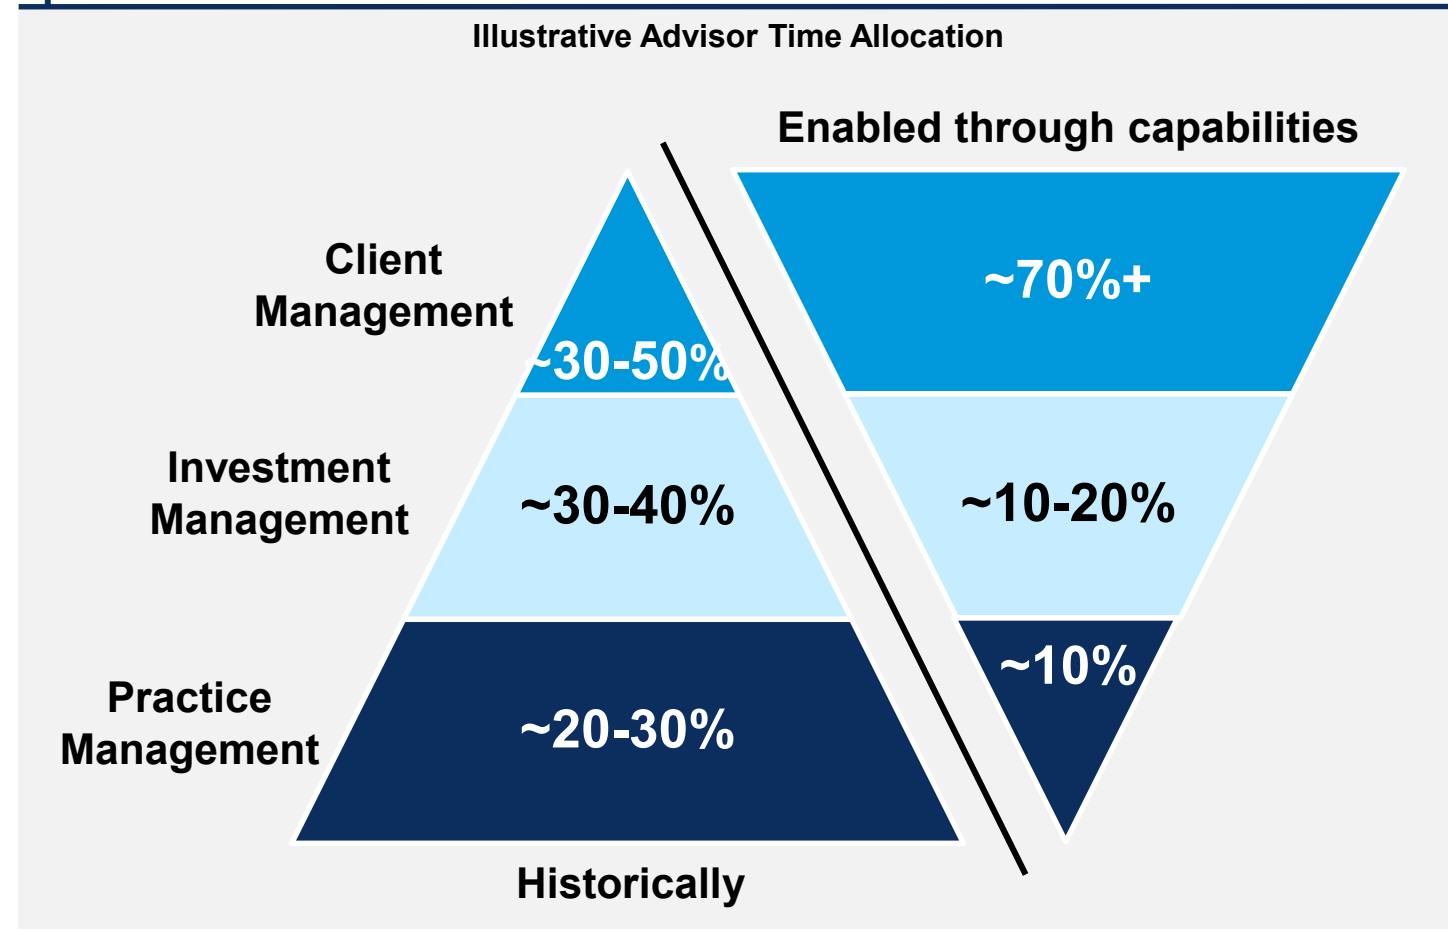 Illustrative Advisor Time Allocation
Enabled through capabilities
Client
Management
~30-50%
~70%+
Investment
Management
~30-40%
~10-20%
Practice
Management
~20-30%
~10%
Historically